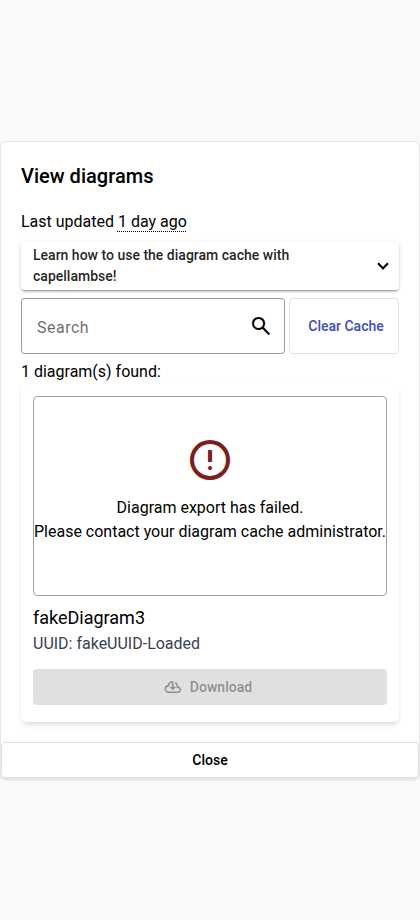 View diagrams
Last updated 1 day ago
Learn how to use the diagram cache with
capellambse!
Search
Clear Cache
1 diagram(s) found:
Diagram export has failed.
Please contact your diagram cache administrator.
fakeDiagram3
UUID: fakeUUID-Loaded
Download
Close